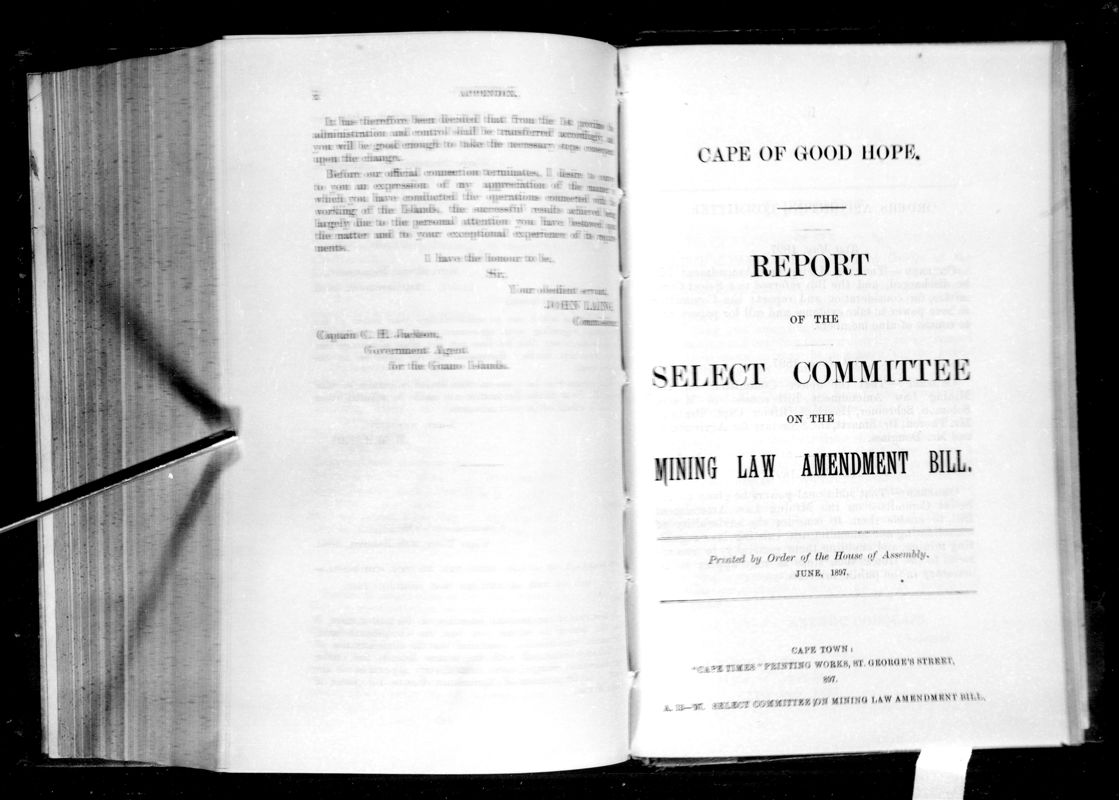 APPENDIX.
It has therefore been decided that from the 1st proximo the
administration and control shall be transferred accordingly, and
you will be good enough to take the necessary steps consequent
upon the change.
Before our official connection terminates, I desire to
to you an expression of my appreciation of the manner in
which you have conducted the operations connected with the
working of the Islands, the successful results achieved being
largely due to the personal attention you have bestowed upon
the matter and to your exceptional experience of its require-
ments.
I have the honour to be,
Sir,
Your obedient servant,
JOHN LAING,
Commissioner
Captain C. H. Jackson,
Government Agent
for the Guano Islands.
CAPE OF GOOD HOPE.
REPORT
OF THE
SELECT COMMITTEE
ON THE
MINING LAW AMENDMENT BILL.
Printed by Order of the House of Assembly.
JUNE, 1897.
CAPE TOWN:
"CAPE TIMES" PRINTING WORKS, ST. GEORGE'S STREET,
897.
SELECT COMMITTEE ON MINING LAW AMENDMENT BILL.